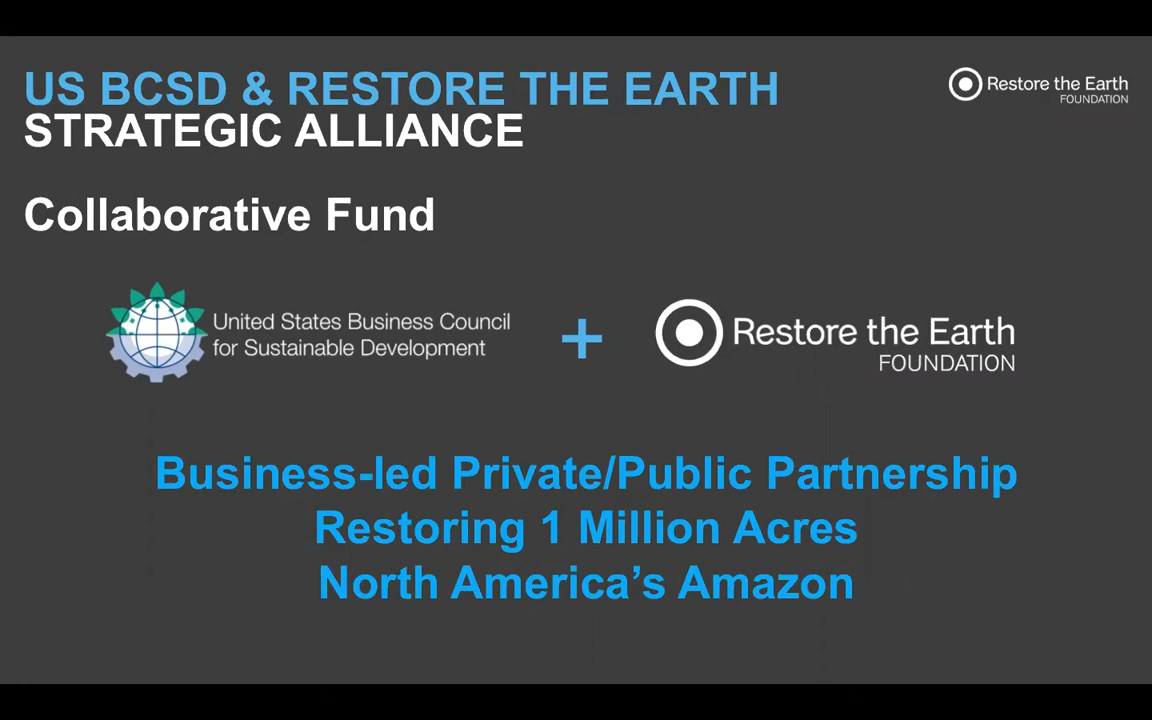 US BCSD & RESTORE THE EARTH
STRATEGIC ALLIANCE
Restore the Earth
FOUNDATION
Collaborative Fund
United States Business Council
for Sustainable Development
+
Restore the Earth
FOUNDATION
Business-led Private/Public Partnership
Restoring 1 Million Acres
North America’s Amazon